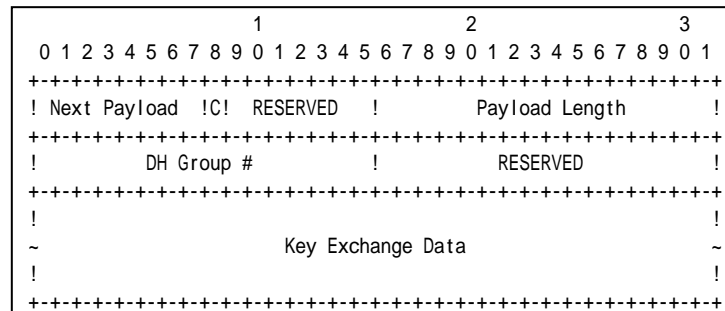 1                   2                   3
 0 1 2 3 4 5 6 7 8 9 0 1 2 3 4 5 6 7 8 9 0 1 2 3 4 5 6 7 8 9 0 1
+-+-+-+-+-+-+-+-+-+-+-+-+-+-+-+-+-+-+-+-+-+-+-+-+-+-+-+-+-+-+-+-+
! Next Payload  !C!  RESERVED   !         Payload Length        !
+-+-+-+-+-+-+-+-+-+-+-+-+-+-+-+-+-+-+-+-+-+-+-+-+-+-+-+-+-+-+-+-+
!          DH Group #           !           RESERVED            !
+-+-+-+-+-+-+-+-+-+-+-+-+-+-+-+-+-+-+-+-+-+-+-+-+-+-+-+-+-+-+-+-+
!                                                               !
~                       Key Exchange Data                       ~
!                                                               !
+-+-+-+-+-+-+-+-+-+-+-+-+-+-+-+-+-+-+-+-+-+-+-+-+-+-+-+-+-+-+-+-+